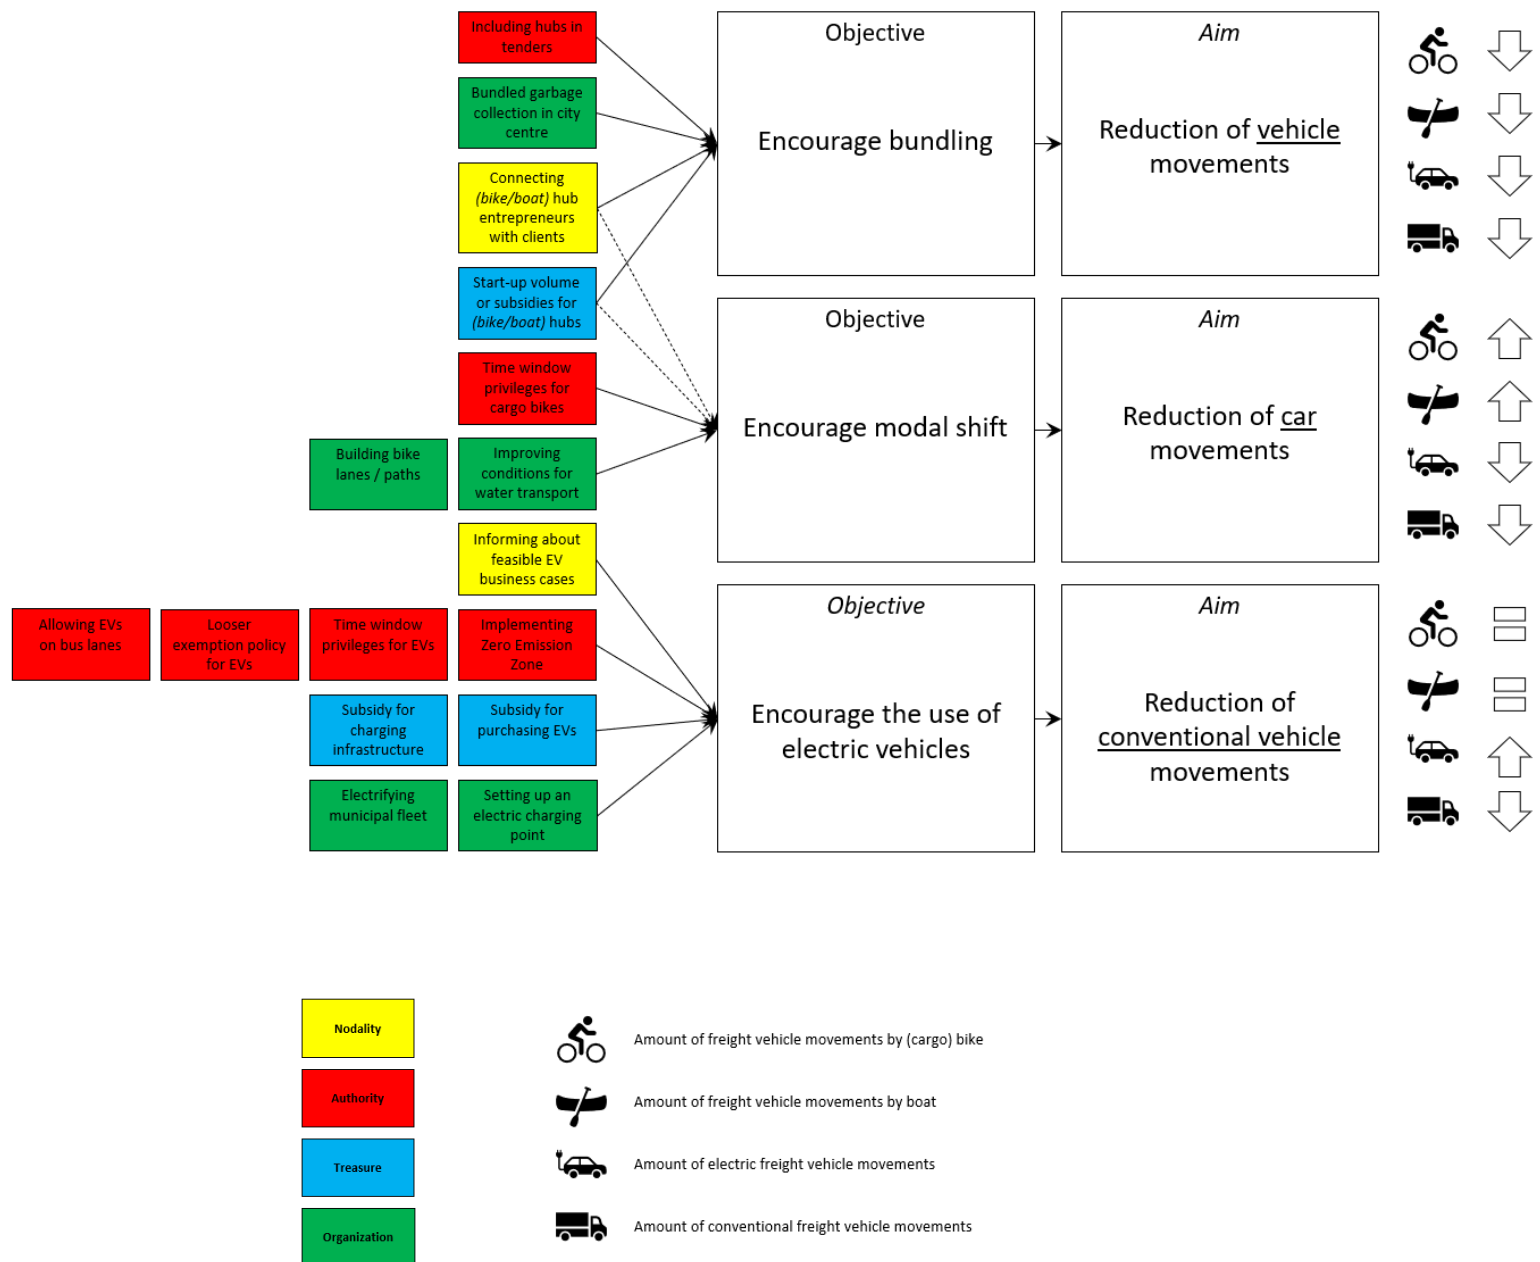 Including hubs in
tenders
Bundled garbage
collection in city
centre
Connecting
(bike/boat) hub
entrepreneurs
with clients
Start-up volume
or subsidies for
(bike/boat) hubs
Time window
privileges for
cargo bikes
Building bike
lanes / paths
Improving
conditions for
water transport
Informing about
feasible EV
business cases
Allowing EVs
on bus lanes
Looser
exemption policy
for EVs
Time window
privileges for EVs
Implementing
Zero Emission
Zone
Subsidy for
charging
infrastructure
Subsidy for
purchasing EVs
Electrifying
municipal fleet
Setting up an
electric charging
point
Objective
Encourage bundling
Aim
Reduction of vehicle
movements
Objective
Encourage modal shift
Aim
Reduction of car
movements
Objective
Encourage the use of
electric vehicles
Aim
Reduction of
conventional vehicle
movements
Nodality
Authority
Treasure
Organization
Amount of freight vehicle movements by (cargo) bike
Amount of freight vehicle movements by boat
Amount of electric freight vehicle movements
Amount of conventional freight vehicle movements